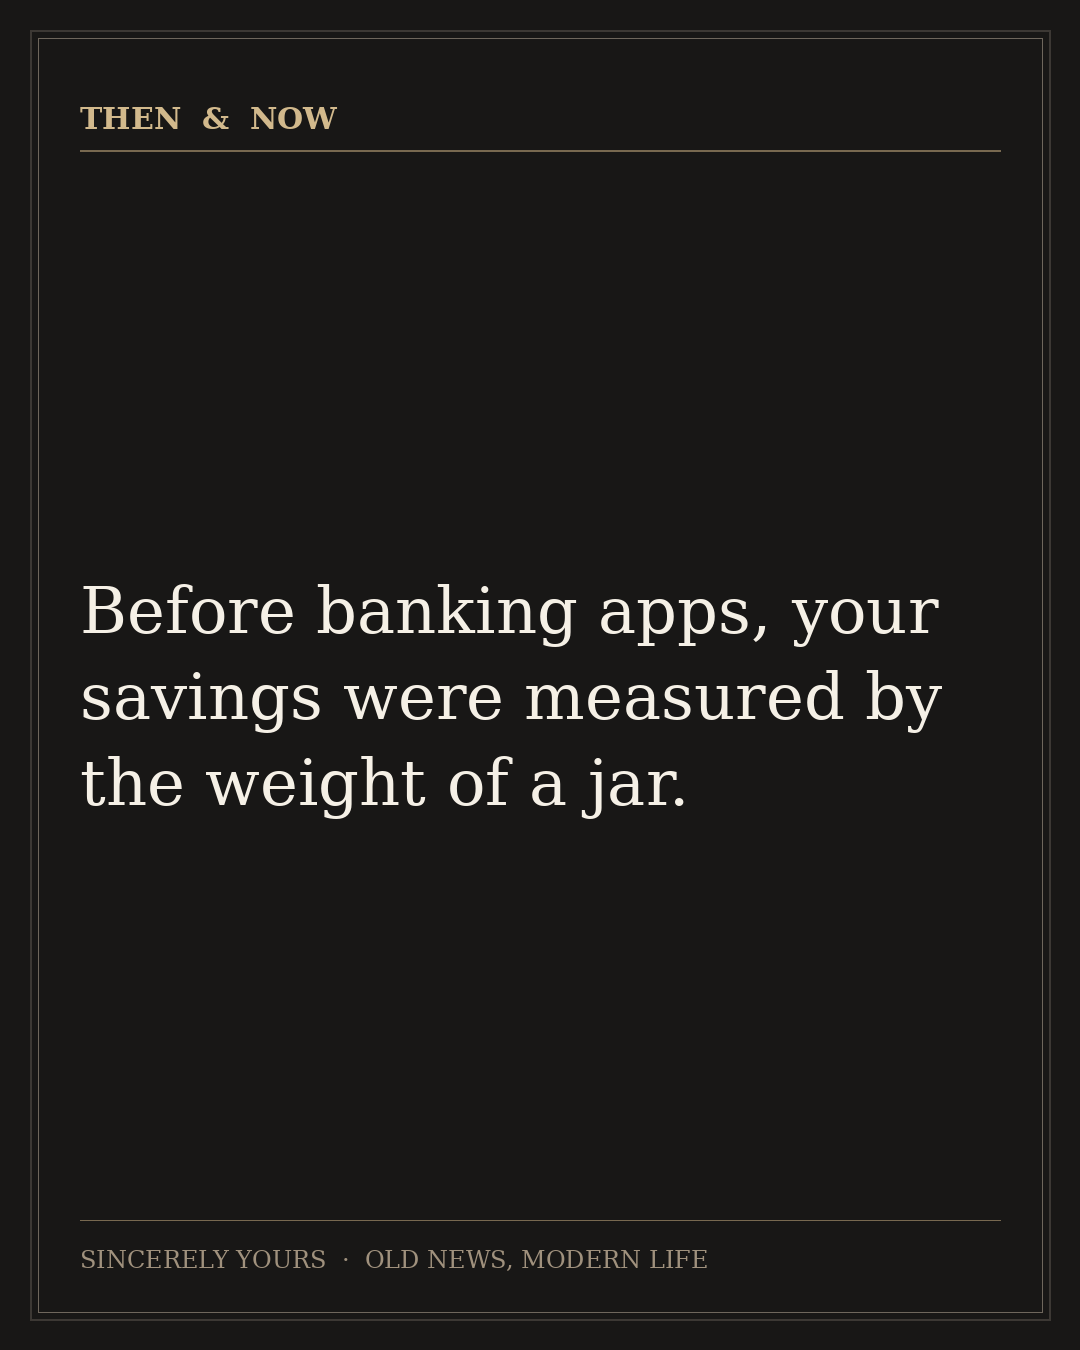 THEN & NOW
Before banking apps, your
savings were measured by
the weight of a jar.
SINCERELY YOURS · OLD NEWS, MODERN LIFE